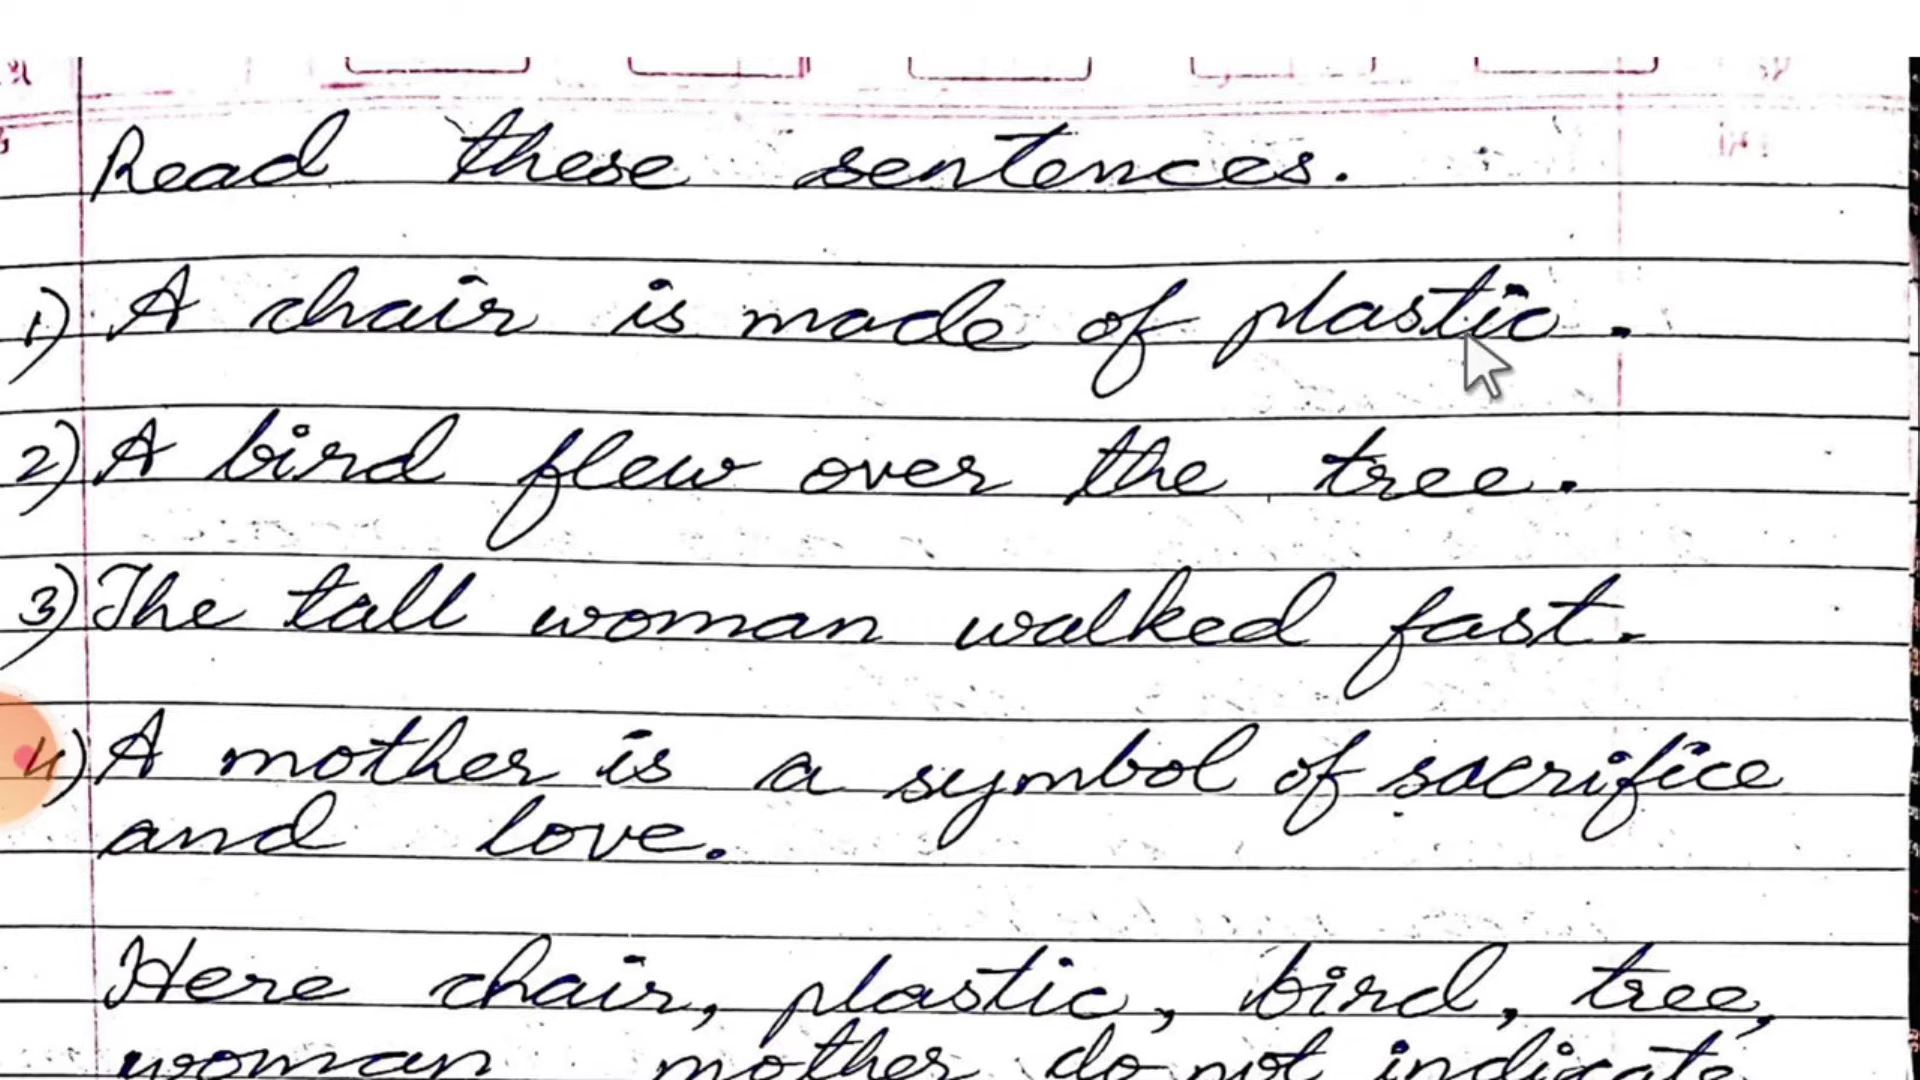 Read these sentences.
1) A chair is made of plastic.
2) A bird flew over the tree.
3) The tall woman walked fast.
4) A mother is a symbol of sacrifice
and love.
Here chair, plastic, bird, tree,
woman mother do not indicate